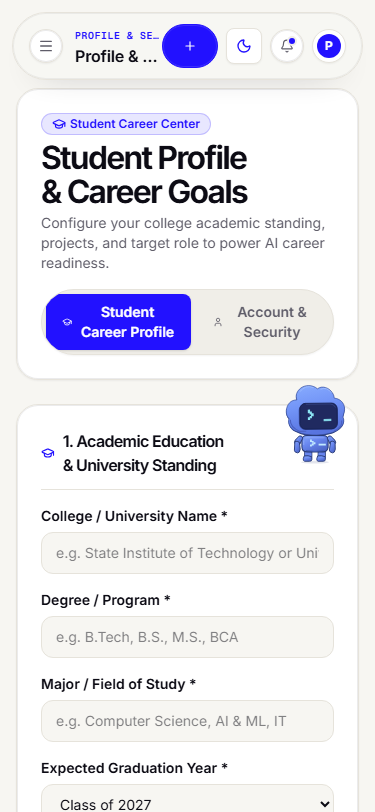 PROFILE & SE…
Profile & ...
P
Student Career Center
Student Profile
& Career Goals
Configure your college academic standing,
projects, and target role to power AI career
readiness.
Student
Career Profile
Account &
Security
1. Academic Education
& University Standing
College / University Name *
e.g. State Institute of Technology or Uni
Degree / Program *
e.g. B.Tech, B.S., M.S., BCA
Major / Field of Study *
e.g. Computer Science, AI & ML, IT
Expected Graduation Year *
Class of 2027